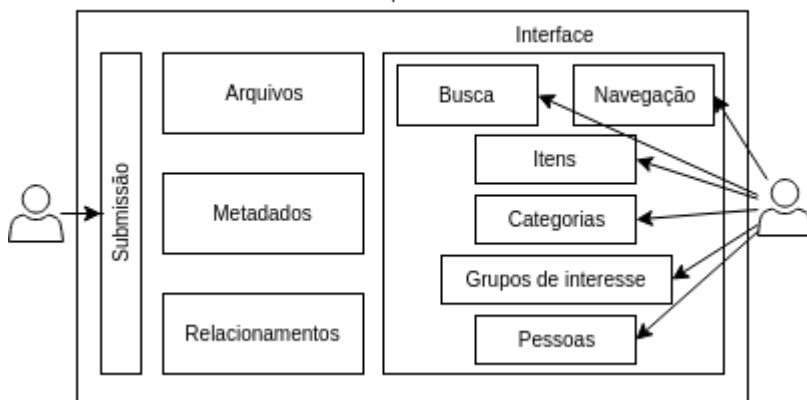 Interface
Submissão
Arquivos
Metadados
Relacionamentos
Busca
Navegação
Itens
Categorias
Grupos de interesse
Pessoas